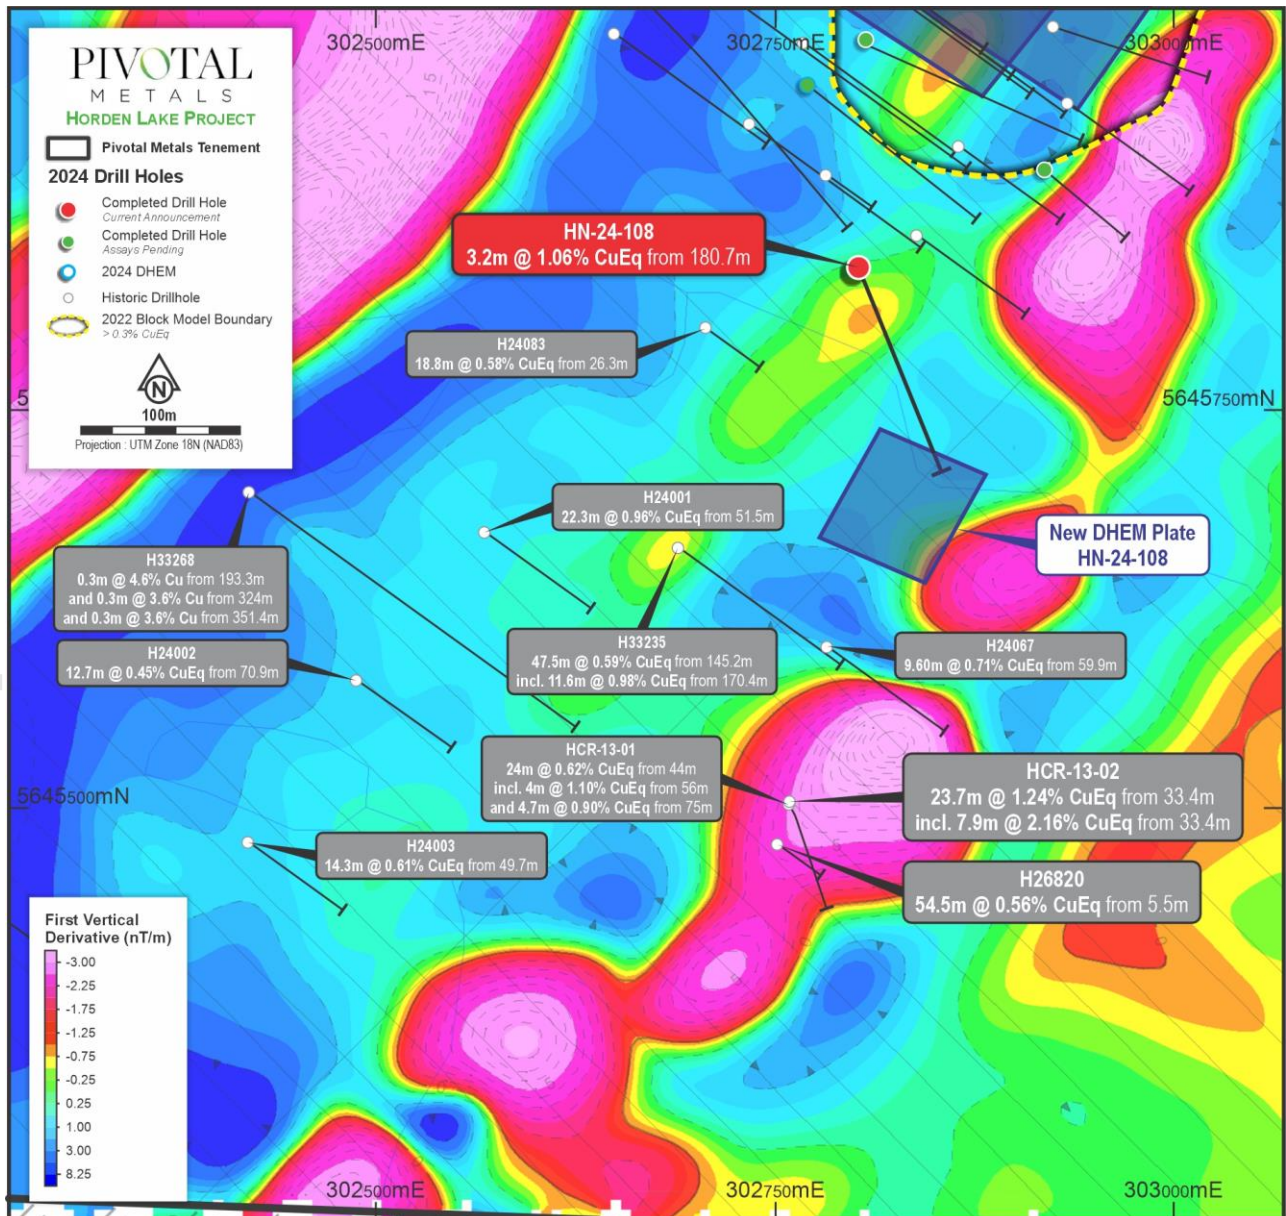 PIVOTAL
METALS
HORDEN LAKE PROJECT
Pivotal Metals Tenement
2024 Drill Holes
Completed Drill Hole
Current Announcement
Completed Drill Hole
Assays Pending
2024 DHEM
Historic Drillhole
2022 Block Model Boundary
> 0.3% CuEq
N
100m
Projection : UTM Zone 18N (NAD83)
302500mE
302750mE
303000mE
HN-24-108
3.2m @ 1.06% CuEq from 180.7m
H24083
18.8m @ 0.58% CuEq from 26.3m
5
5645750mN
H24001
22.3m @ 0.96% CuEq from 51.5m
New DHEM Plate
HN-24-108
H33268
0.3m @ 4.6% Cu from 193.3m
and 0.3m @ 3.6% Cu from 324m
and 0.3m @ 3.6% Cu from 351.4m
H33235
47.5m @ 0.59% CuEq from 145.2m
incl. 11.6m @ 0.98% CuEq from 170.4m
H24067
9.60m @ 0.71% CuEq from 59.9m
H24002
12.7m @ 0.45% CuEq from 70.9m
HCR-13-01
24m @ 0.62% CuEq from 44m
incl. 4m @ 1.10% CuEq from 56m
and 4.7m @ 0.90% CuEq from 75m
HCR-13-02
23.7m @ 1.24% CuEq from 33.4m
incl. 7.9m @ 2.16% CuEq from 33.4m
5645500mN
H24003
14.3m @ 0.61% CuEq from 49.7m
H26820
54.5m @ 0.56% CuEq from 5.5m
First Vertical
Derivative (nT/m)
-3.00
-2.25
-1.75
-1.25
-0.75
-0.25
0.25
1.00
3.00
8.25
302500mE
302750mE
303000mE